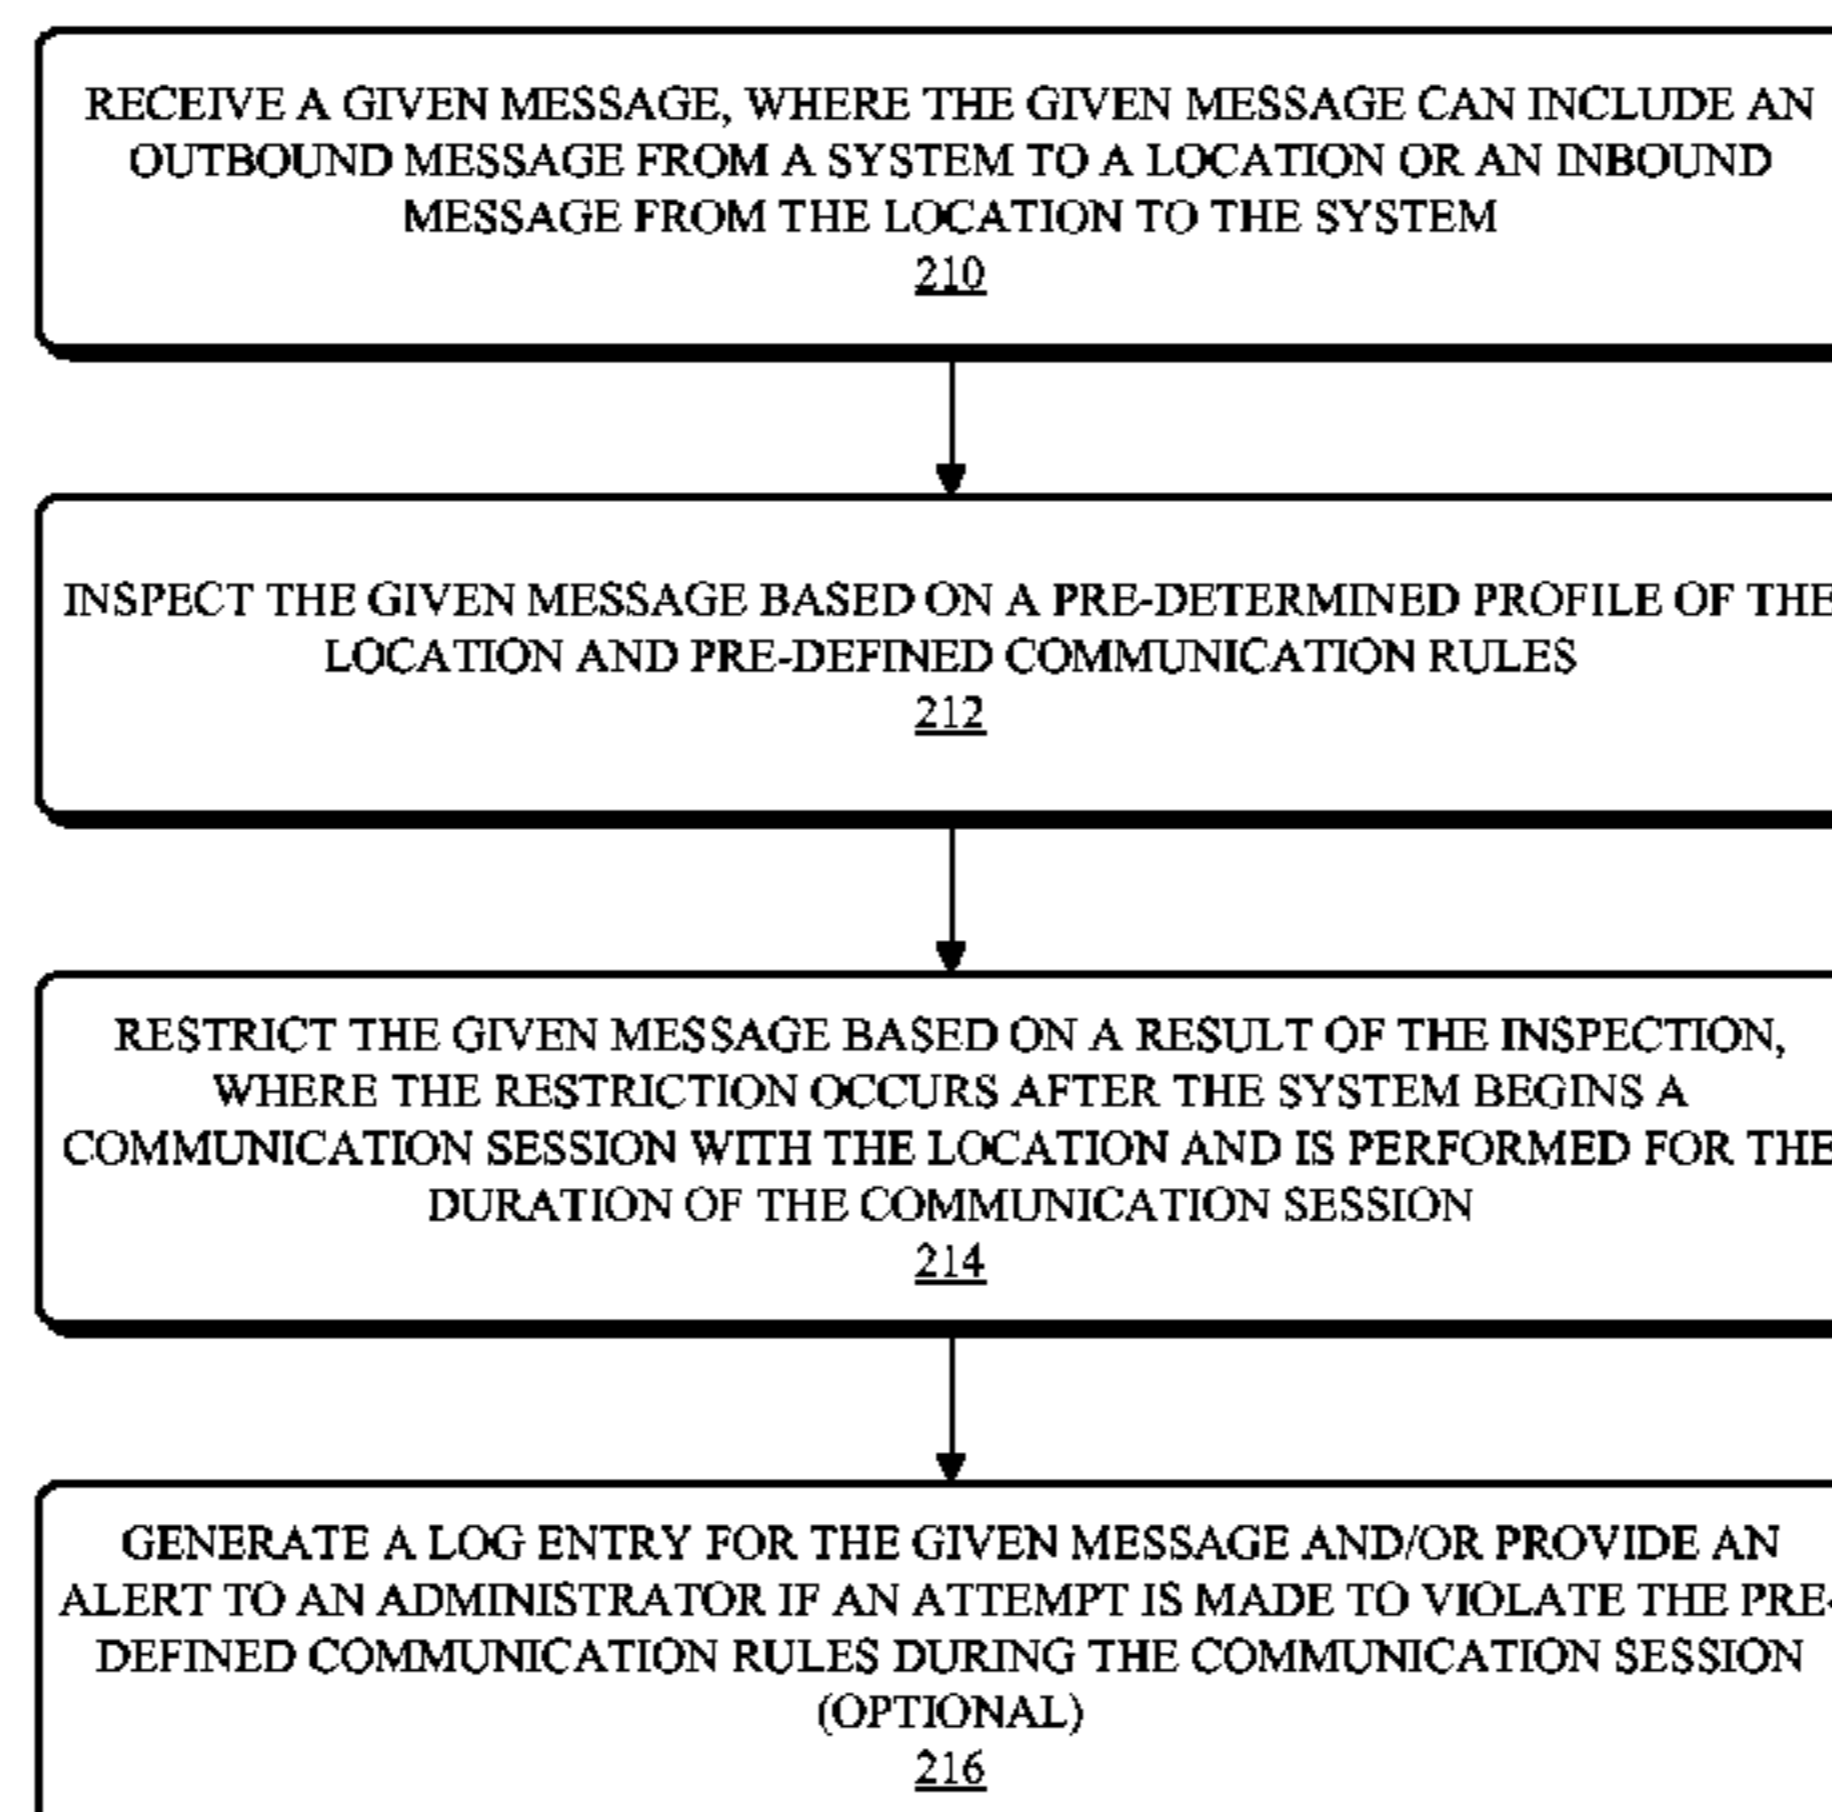 RECEIVE A GIVEN MESSAGE, WHERE THE GIVEN MESSAGE CAN INCLUDE AN
OUTBOUND MESSAGE FROM A SYSTEM TO A LOCATION OR AN INBOUND
MESSAGE FROM THE LOCATION TO THE SYSTEM
210
INSPECT THE GIVEN MESSAGE BASED ON A PRE-DETERMINED PROFILE OF THE
LOCATION AND PRE-DEFINED COMMUNICATION RULES
212
RESTRICT THE GIVEN MESSAGE BASED ON A RESULT OF THE INSPECTION,
WHERE THE RESTRICTION OCCURS AFTER THE SYSTEM BEGINS A
COMMUNICATION SESSION WITH THE LOCATION AND IS PERFORMED FOR THE
DURATION OF THE COMMUNICATION SESSION
214
GENERATE A LOG ENTRY FOR THE GIVEN MESSAGE AND/OR PROVIDE AN
ALERT TO AN ADMINISTRATOR IF AN ATTEMPT IS MADE TO VIOLATE THE PRE-
DEFINED COMMUNICATION RULES DURING THE COMMUNICATION SESSION
(OPTIONAL)
216